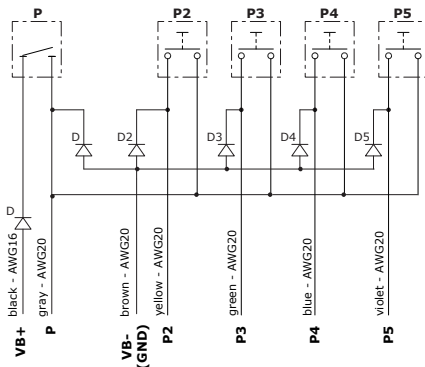 P
P2
P3
P4
P5
D
D2
D3
D4
D5
D
black - AWG16
gray - AWG20
brown - AWG20
yellow - AWG20
green - AWG20
blue - AWG20
violet - AWG20
VB+
P
VB-
(GND)
P2
P3
P4
P5